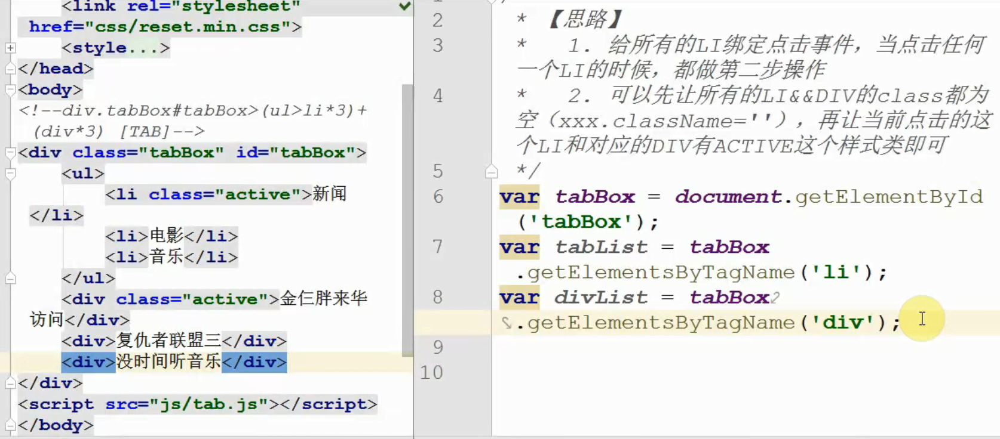 <link rel="stylesheet"
href="css/reset.min.css">
<style...>
</head>
<body>
<!--div.tabBox#tabBox>(ul>li*3)+
(div*3) [TAB]-->
<div class="tabBox" id="tabBox">
<ul>
<li class="active">新闻
</li>
<li>电影</li>
<li>音乐</li>
</ul>
<div class="active">金仨胖来华
访问</div>
<div>复仇者联盟三</div>
<div>没时间听音乐</div>
</div>
<script src="js/tab.js"></script>
</body>
2 * 【思路】
3 * 1. 给所有的LI绑定点击事件，当点击任何
一个LI的时候，都做第二步操作
4 * 2. 可以先让所有的LI&&DIV的class都为
空（xxx.className=''），再让当前点击的这
个LI和对应的DIV有ACTIVE这个样式类即可
5 */
6 var tabBox = document.getElementById
('tabBox');
7 var tabList = tabBox
.getElementsByTagName('li');
8 var divList = tabBox
.getElementsByTagName('div');
9
10